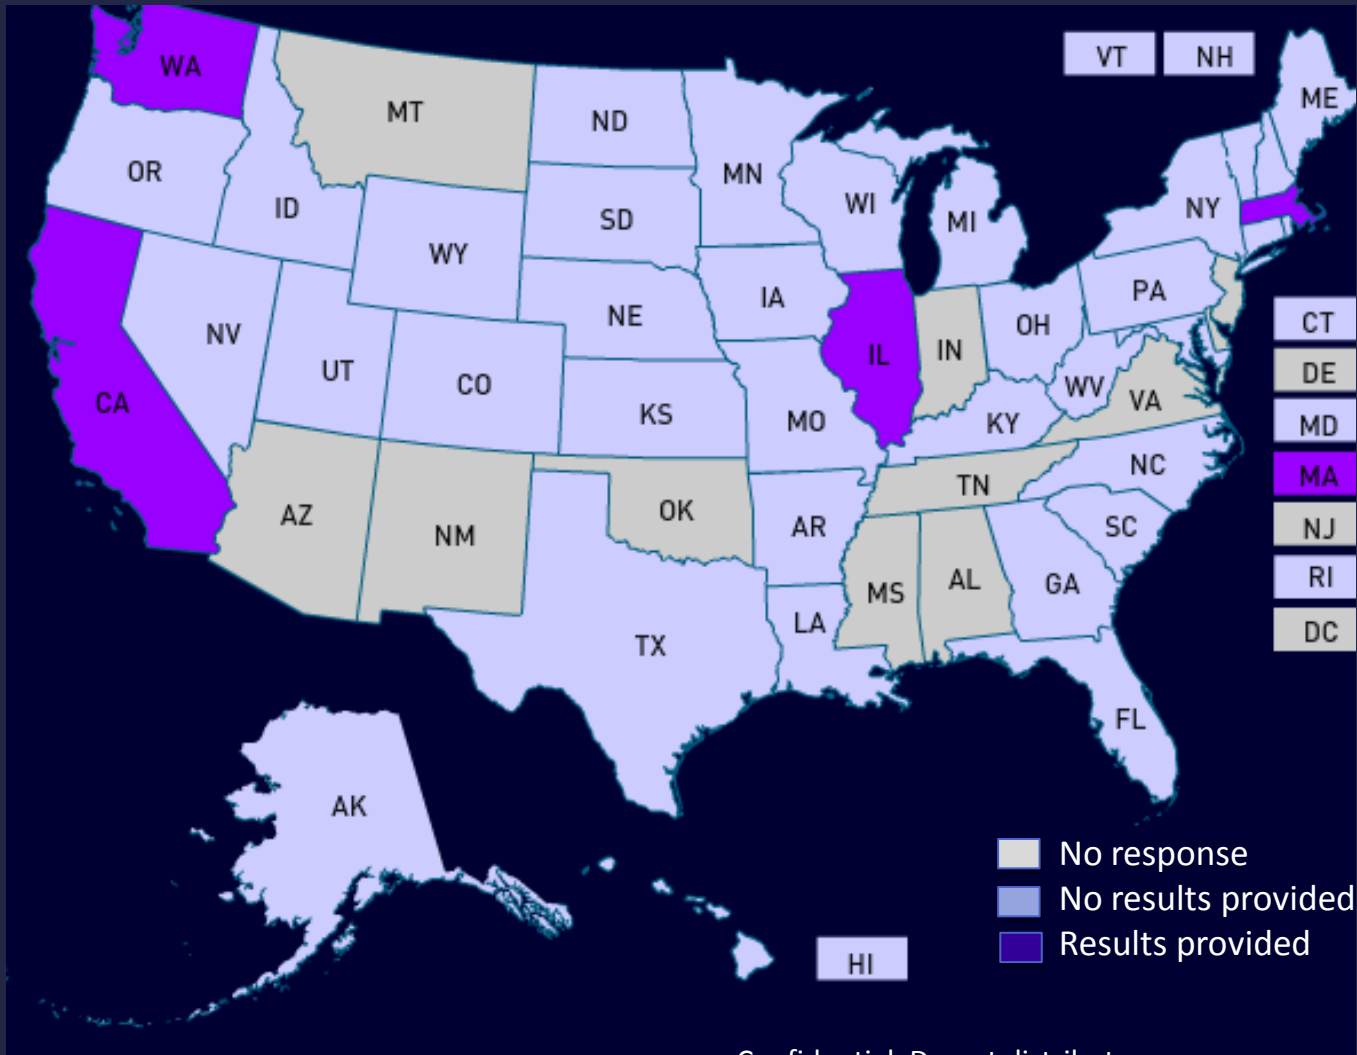 WA
MT
ND
MN
VT
NH
ME
OR
ID
SD
WI
MI
NY
WY
NE
IA
PA
NV
UT
CO
KS
MO
IL
IN
OH
WV
VA
KY
CT
DE
MD
MA
NJ
RI
DC
CA
AZ
NM
OK
AR
TN
NC
SC
MS
AL
GA
LA
TX
FL
AK
HI
No response
No results provided
Results provided